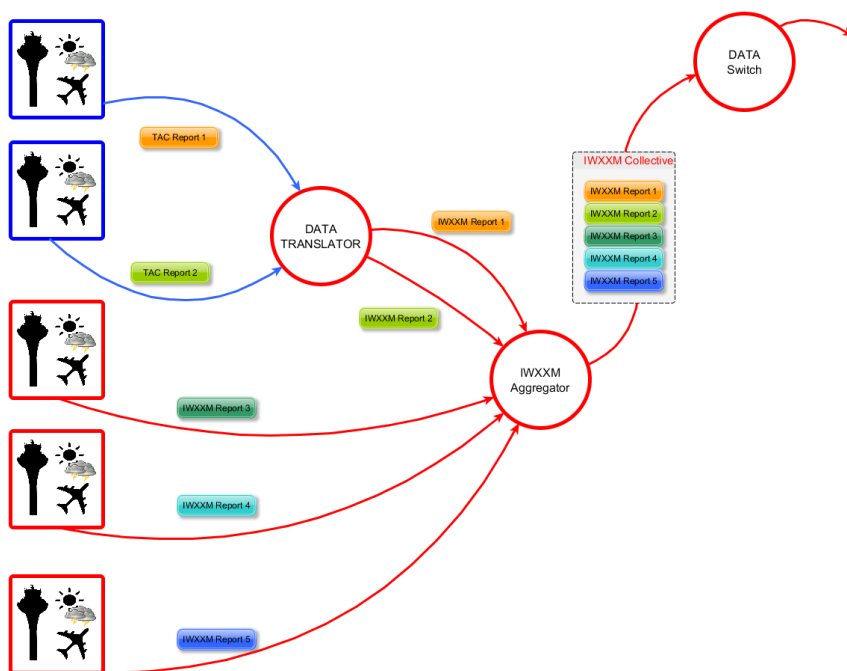 DATA
Switch
TAC Report 1
IWXXM Collective
IWXXM Report 1
IWXXM Report 2
IWXXM Report 3
IWXXM Report 4
IWXXM Report 5
DATA
TRANSLATOR
IWXXM Report 1
TAC Report 2
IWXXM Report 2
IWXXM
Aggregator
IWXXM Report 3
IWXXM Report 4
IWXXM Report 5